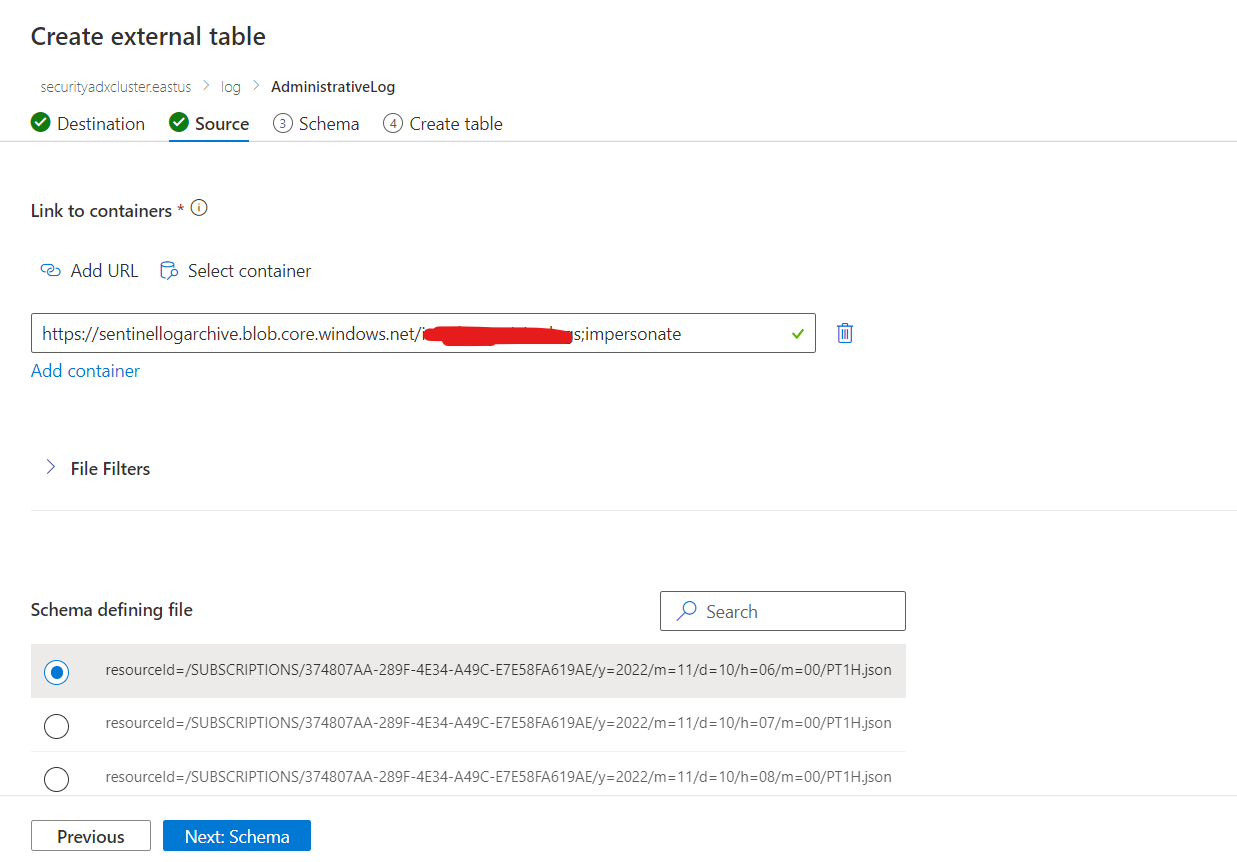 Create external table
securityadxcluster.eastus > log > AdministrativeLog
Destination Source 3 Schema 4 Create table
Link to containers *
Add URL Select container
https://sentinellogarchive.blob.core.windows.net/ s;impersonate
Add container
File Filters
Schema defining file Search
resourceId=/SUBSCRIPTIONS/374807AA-289F-4E34-A49C-E7E58FA619AE/y=2022/m=11/d=10/h=06/m=00/PT1H.json
resourceId=/SUBSCRIPTIONS/374807AA-289F-4E34-A49C-E7E58FA619AE/y=2022/m=11/d=10/h=07/m=00/PT1H.json
resourceId=/SUBSCRIPTIONS/374807AA-289F-4E34-A49C-E7E58FA619AE/y=2022/m=11/d=10/h=08/m=00/PT1H.json
Previous Next: Schema